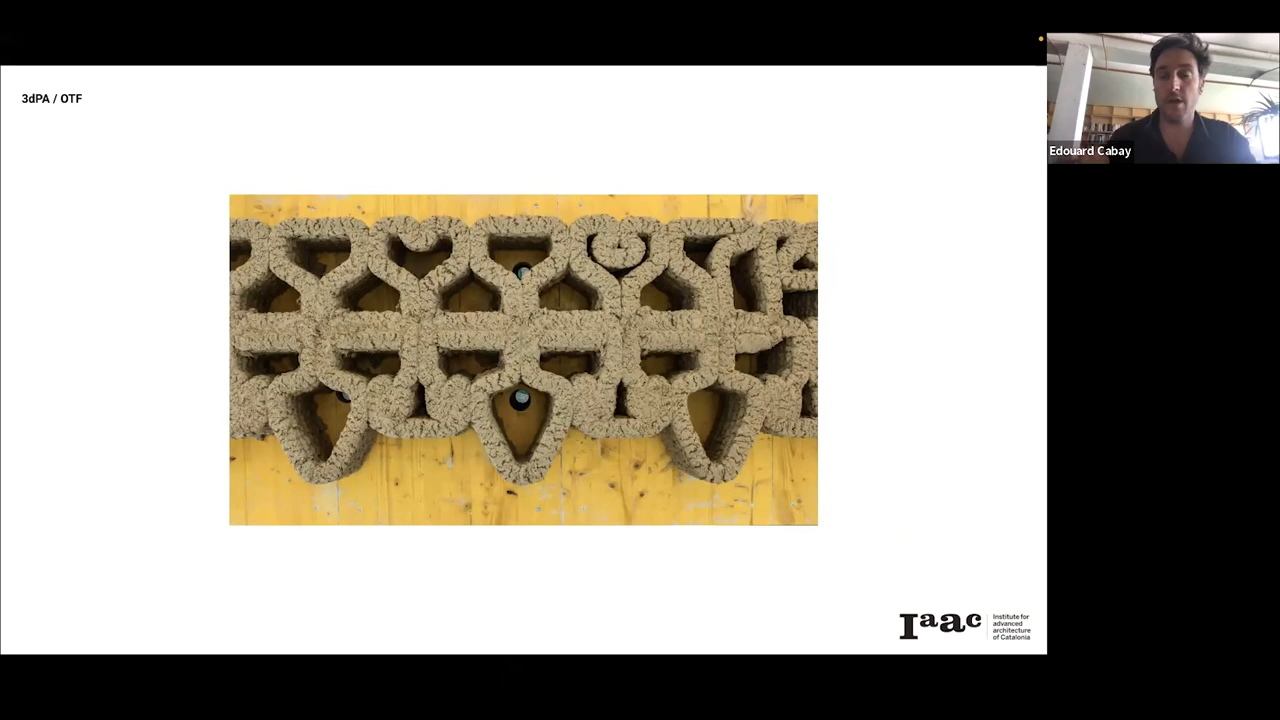 3dPA / OTF
Edouard Cabay
Iaac
Institute for
advanced
architecture
of Catalonia